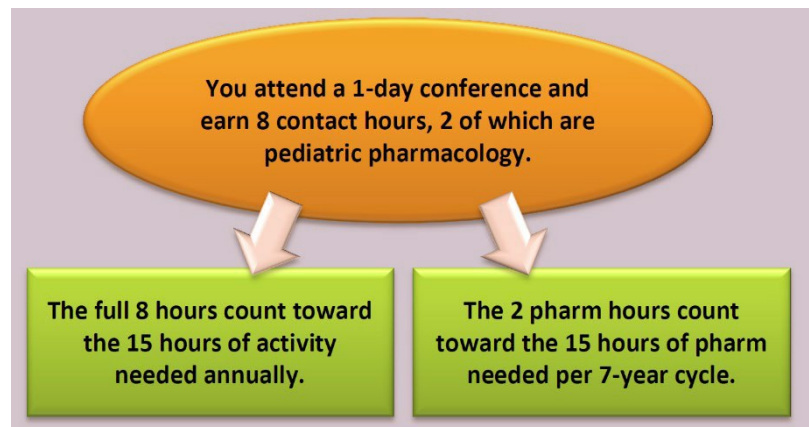 You attend a 1-day conference and
earn 8 contact hours, 2 of which are
pediatric pharmacology.
The full 8 hours count toward
the 15 hours of activity
needed annually.
The 2 pharm hours count
toward the 15 hours of pharm
needed per 7-year cycle.